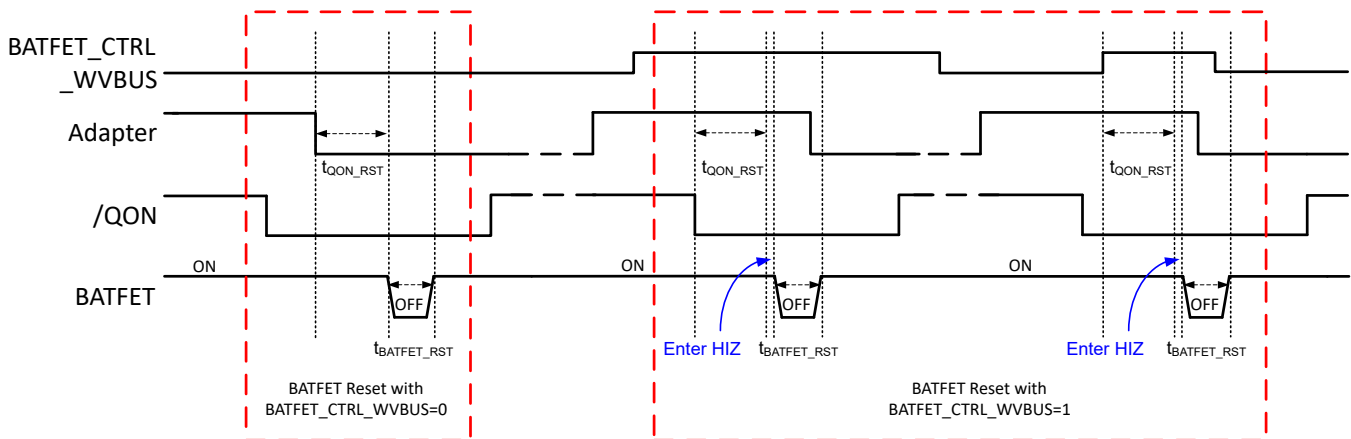 BATFET_CTRL
_WVBUS
Adapter
tQON_RST
tQON_RST
tQON_RST
/QON
ON
ON
ON
BATFET
OFF
OFF
OFF
tBATFET_RST
Enter HIZ
tBATFET_RST
Enter HIZ
tBATFET_RST
BATFET Reset with
BATFET_CTRL_WVBUS=0
BATFET Reset with
BATFET_CTRL_WVBUS=1